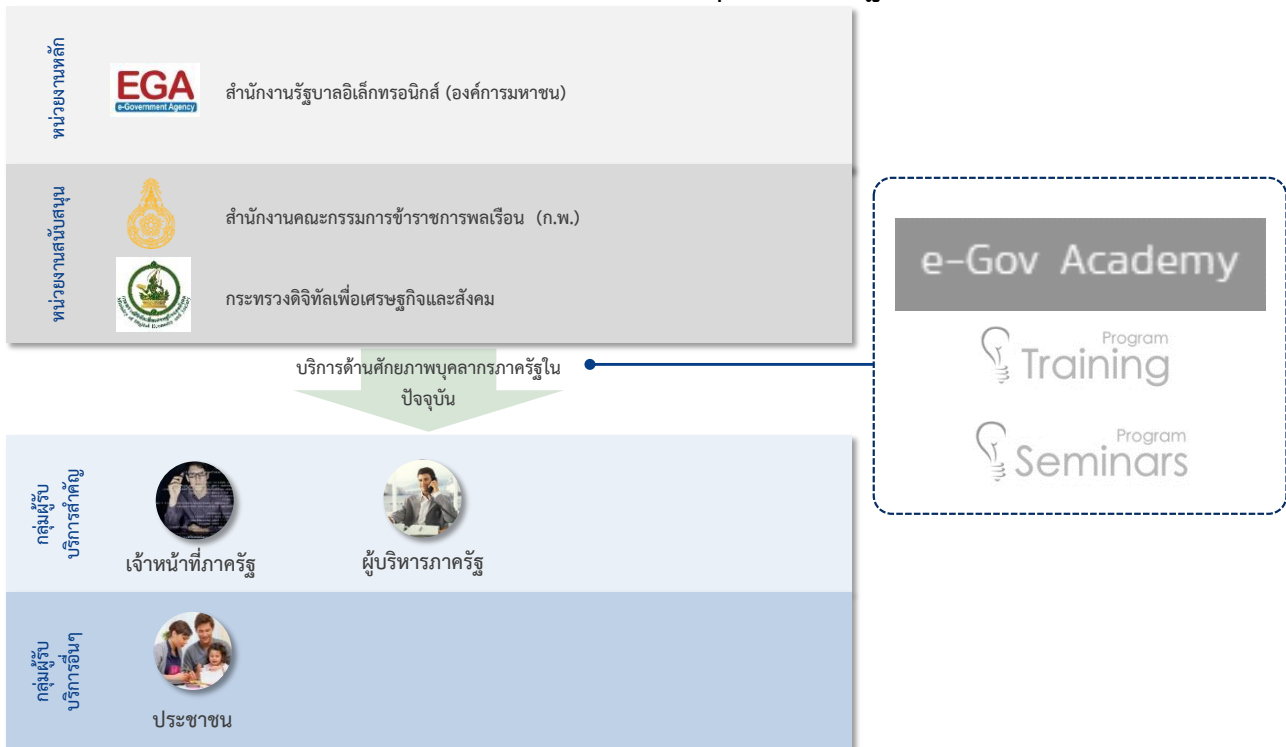 หน่วยงานหลัก
EGA
e-Government Agency
สำนักงานรัฐบาลอิเล็กทรอนิกส์ (องค์การมหาชน)
หน่วยงานสนับสนุน
สำนักงานคณะกรรมการข้าราชการพลเรือน (ก.พ.)
กระทรวงดิจิทัลเพื่อเศรษฐกิจและสังคม
บริการด้านศักยภาพบุคลากรภาครัฐใน
ปัจจุบัน
e-Gov Academy
Program
Training
Program
Seminars
กลุ่มผู้รับ
บริการสำคัญ
เจ้าหน้าที่ภาครัฐ
ผู้บริหารภาครัฐ
กลุ่มผู้รับ
บริการอื่นๆ
ประชาชน